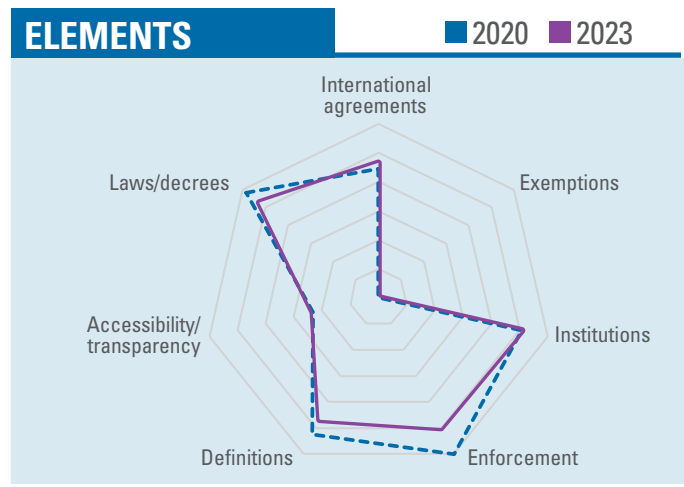 ELEMENTS
2020 2023
International
agreements
Laws/decrees
Exemptions
Accessibility/
transparency
Institutions
Definitions
Enforcement